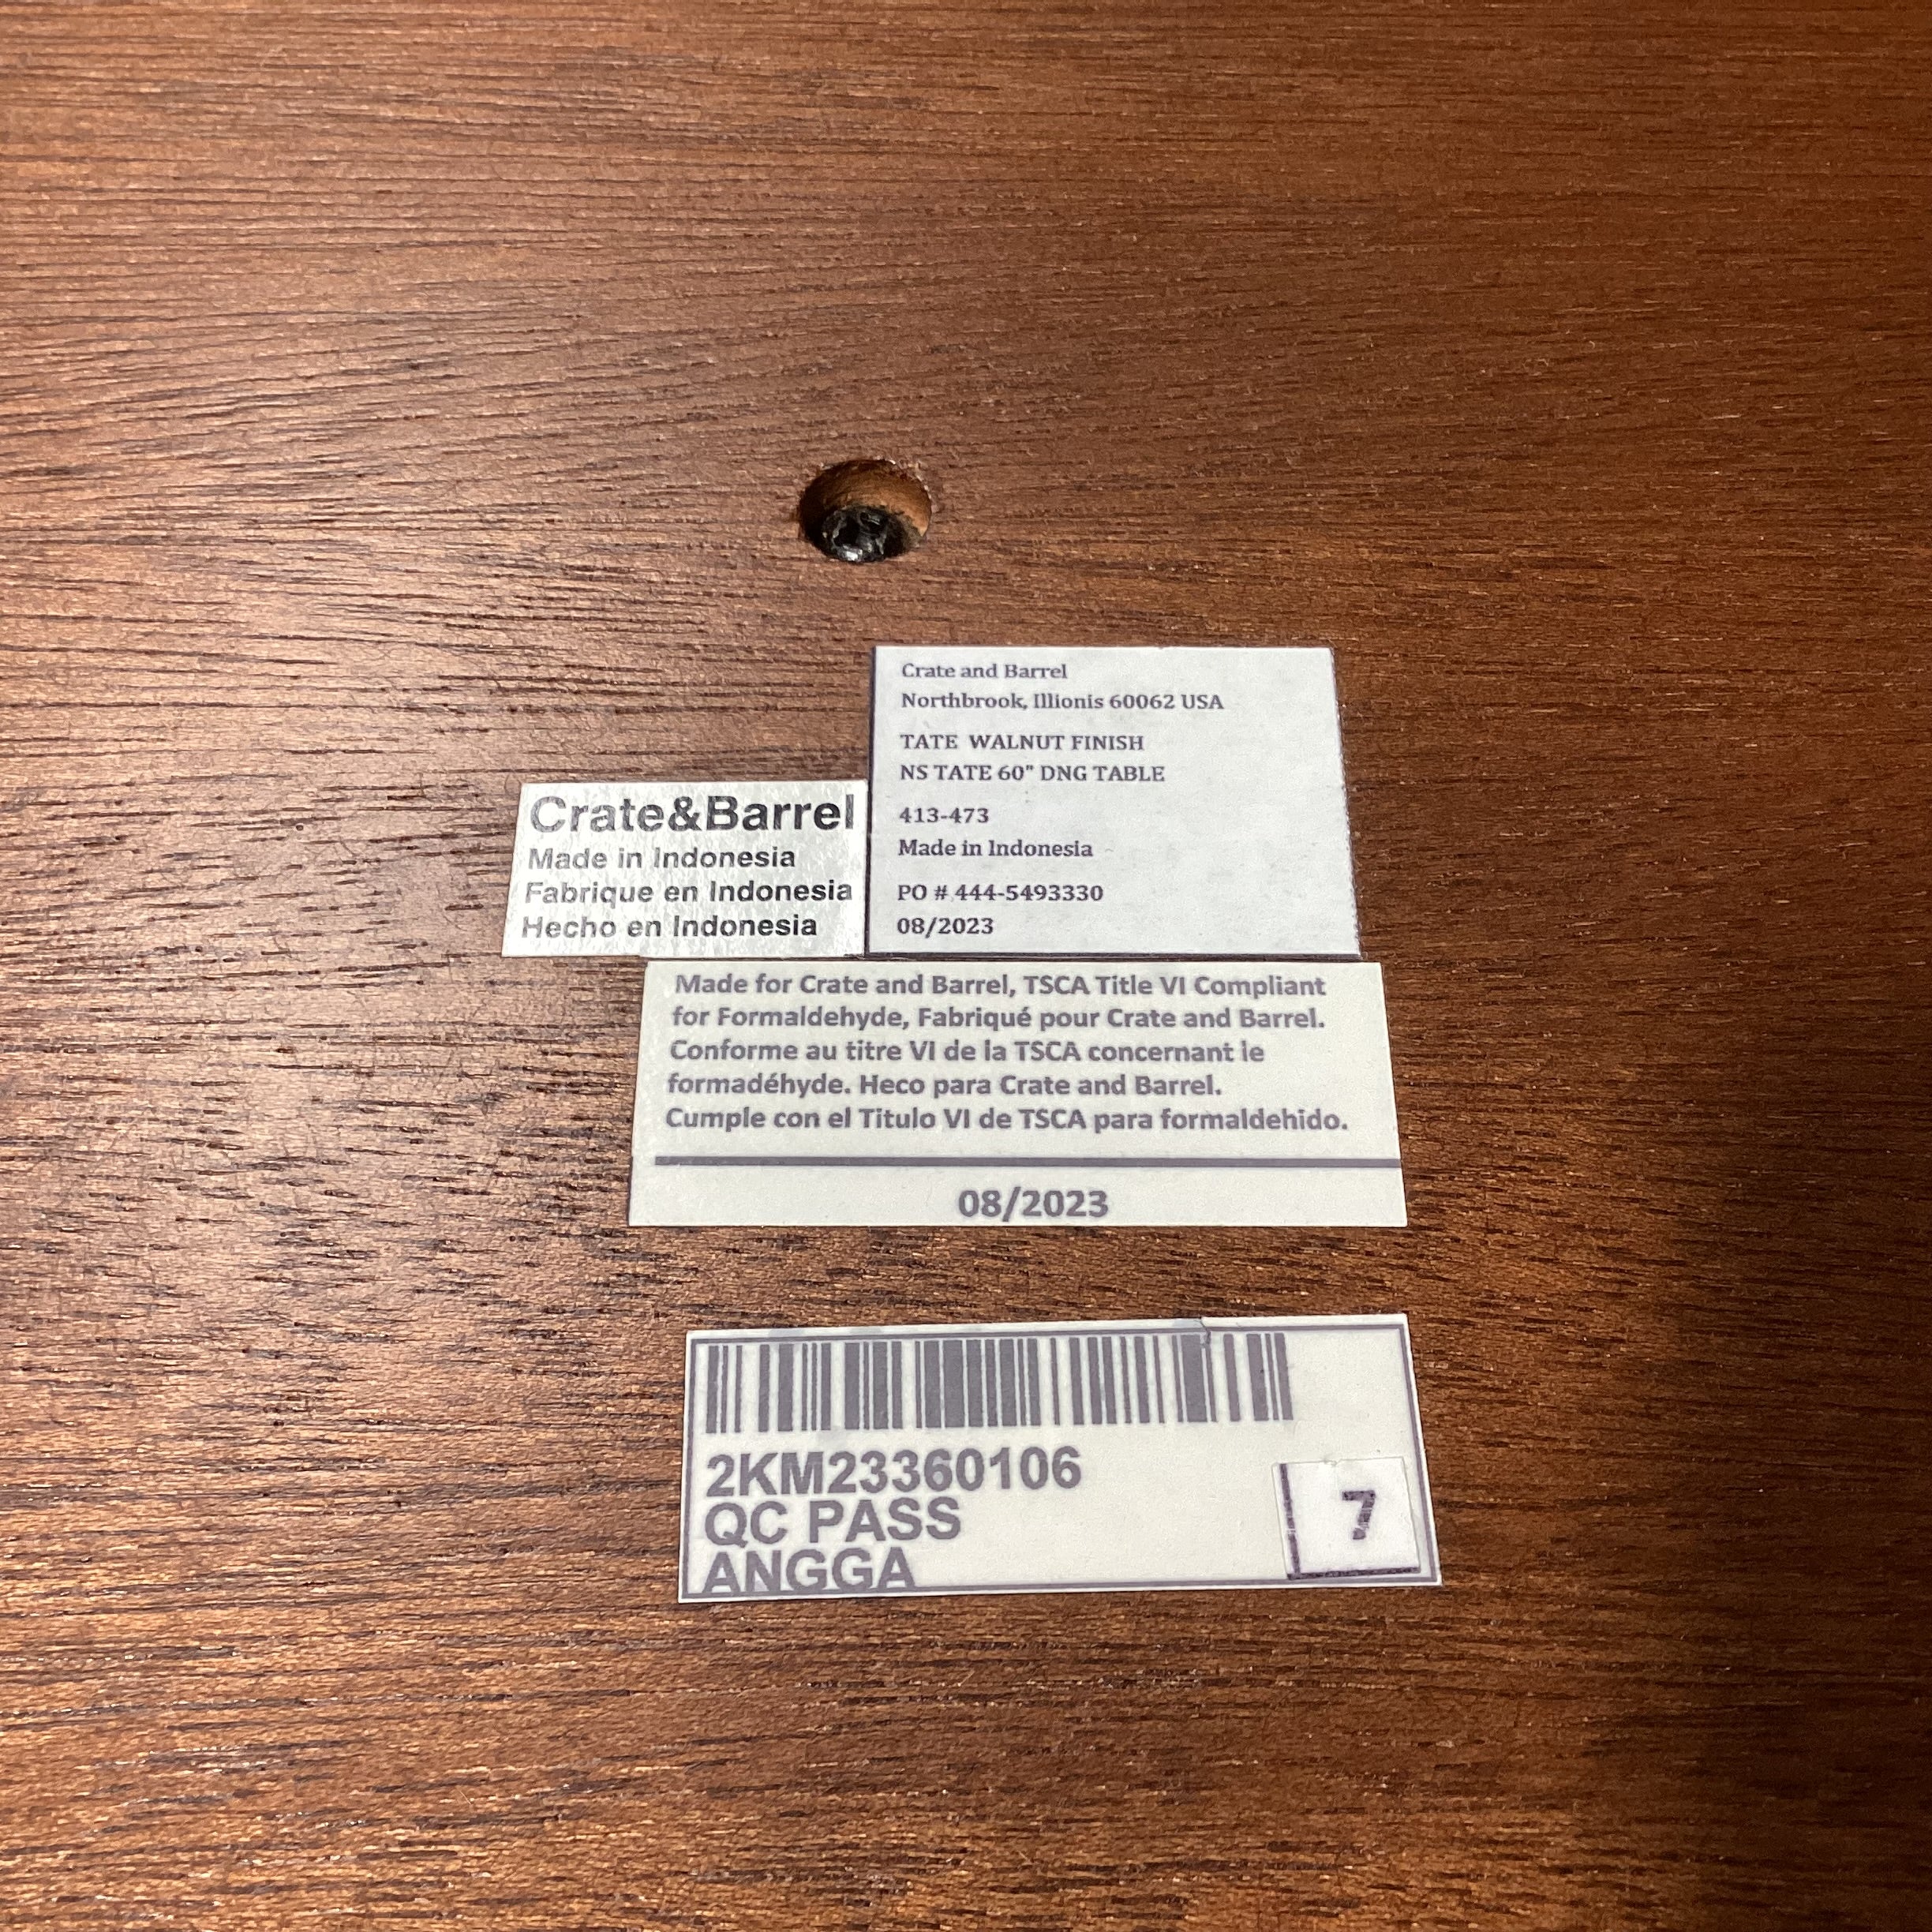 Crate and Barrel
Northbrook, Illionis 60062 USA
TATE WALNUT FINISH
NS TATE 60" DNG TABLE
413-473
Made in Indonesia
PO # 444-5493330
08/2023
Crate&Barrel
Made in Indonesia
Fabrique en Indonesia
Hecho en Indonesia
Made for Crate and Barrel, TSCA Title VI Compliant
for Formaldehyde, Fabriqué pour Crate and Barrel.
Conforme au titre VI de la TSCA concernant le
formadéhyde. Heco para Crate and Barrel.
Cumple con el Titulo VI de TSCA para formaldehido.
08/2023
2KM23360106
QC PASS
ANGGA
7